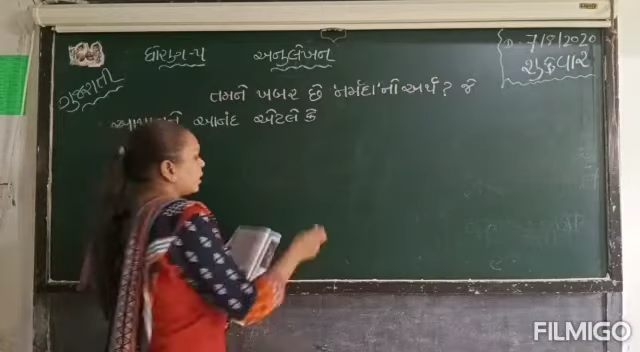 ધોરણ-૫ અનુલેખન
તા. 7/8/2020
શુક્રવાર
ગુજરાતી
તમને ખબર છે 'નર્મદા'નો અર્થ? જે
આનંદ એટલે કે
FILMIGO